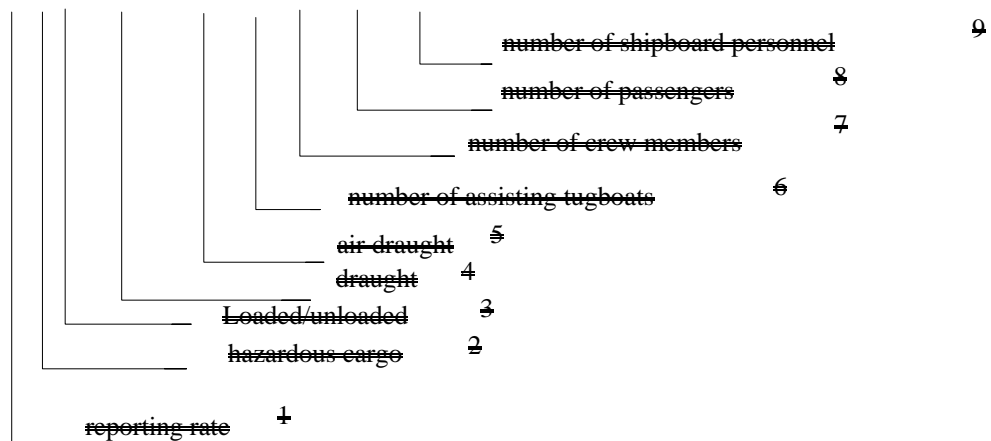 number of shipboard personnel 9
number of passengers 8
number of crew members 7
number of assisting tugboats 6
air draught 5
draught 4
Loaded/unloaded 3
hazardous cargo 2
reporting rate 1